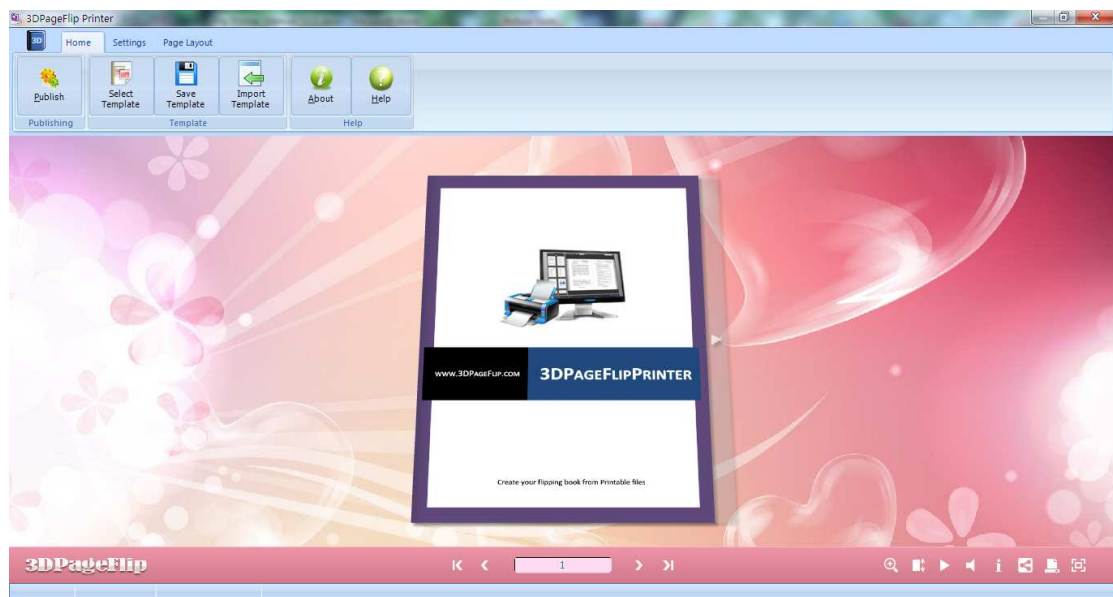 3DPageFlip Printer
3D Home Settings Page Layout
Publish
Select Template
Save Template
Import Template
About
Help
Publishing Template Help
www.3DPageFlip.com 3DPageFlipPrinter
Create your flipping book from Printable files
3DPageFlip
1